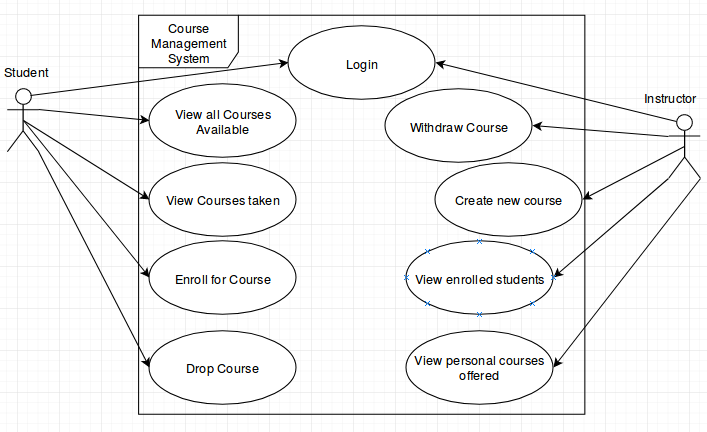 Course
Management
System
Student
Login
Instructor
View all Courses
Available
Withdraw Course
View Courses taken
Create new course
Enroll for Course
View enrolled students
Drop Course
View personal courses
offered